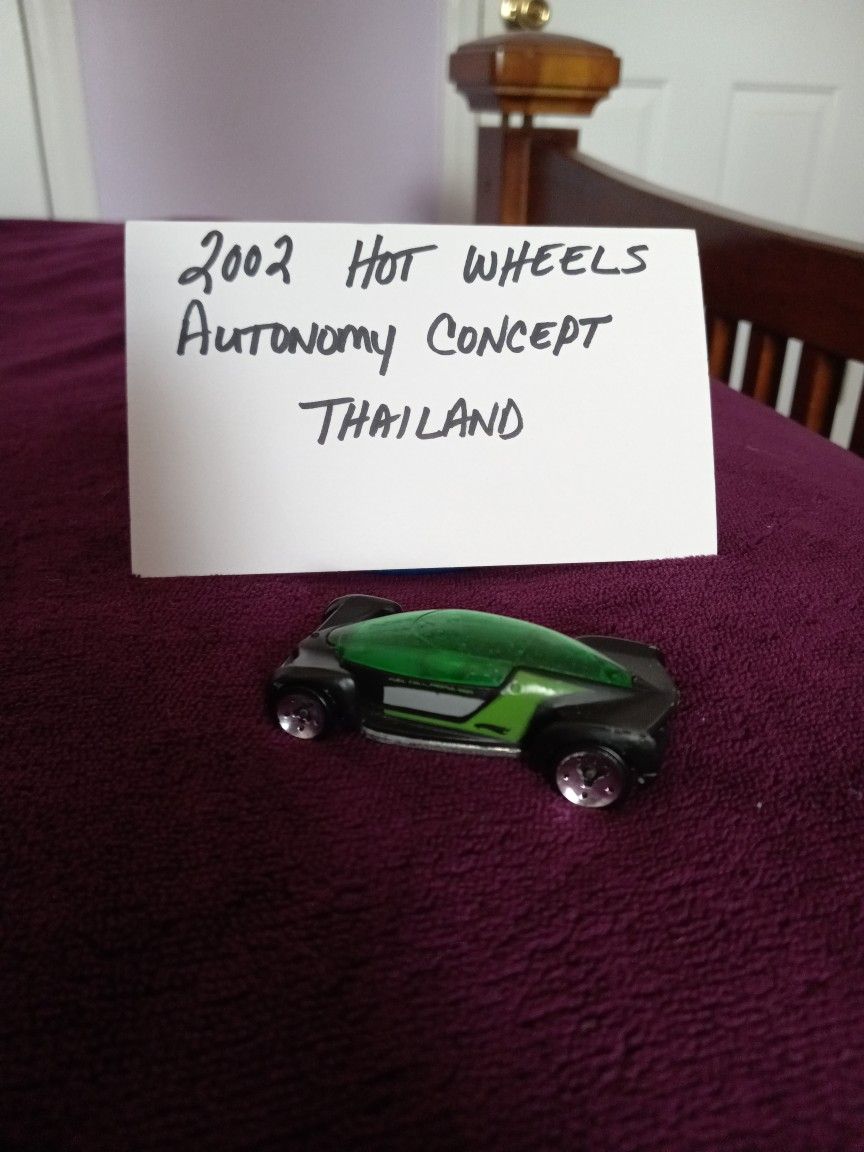 2002 HOT WHEELS
AUTONOMY CONCEPT
THAILAND